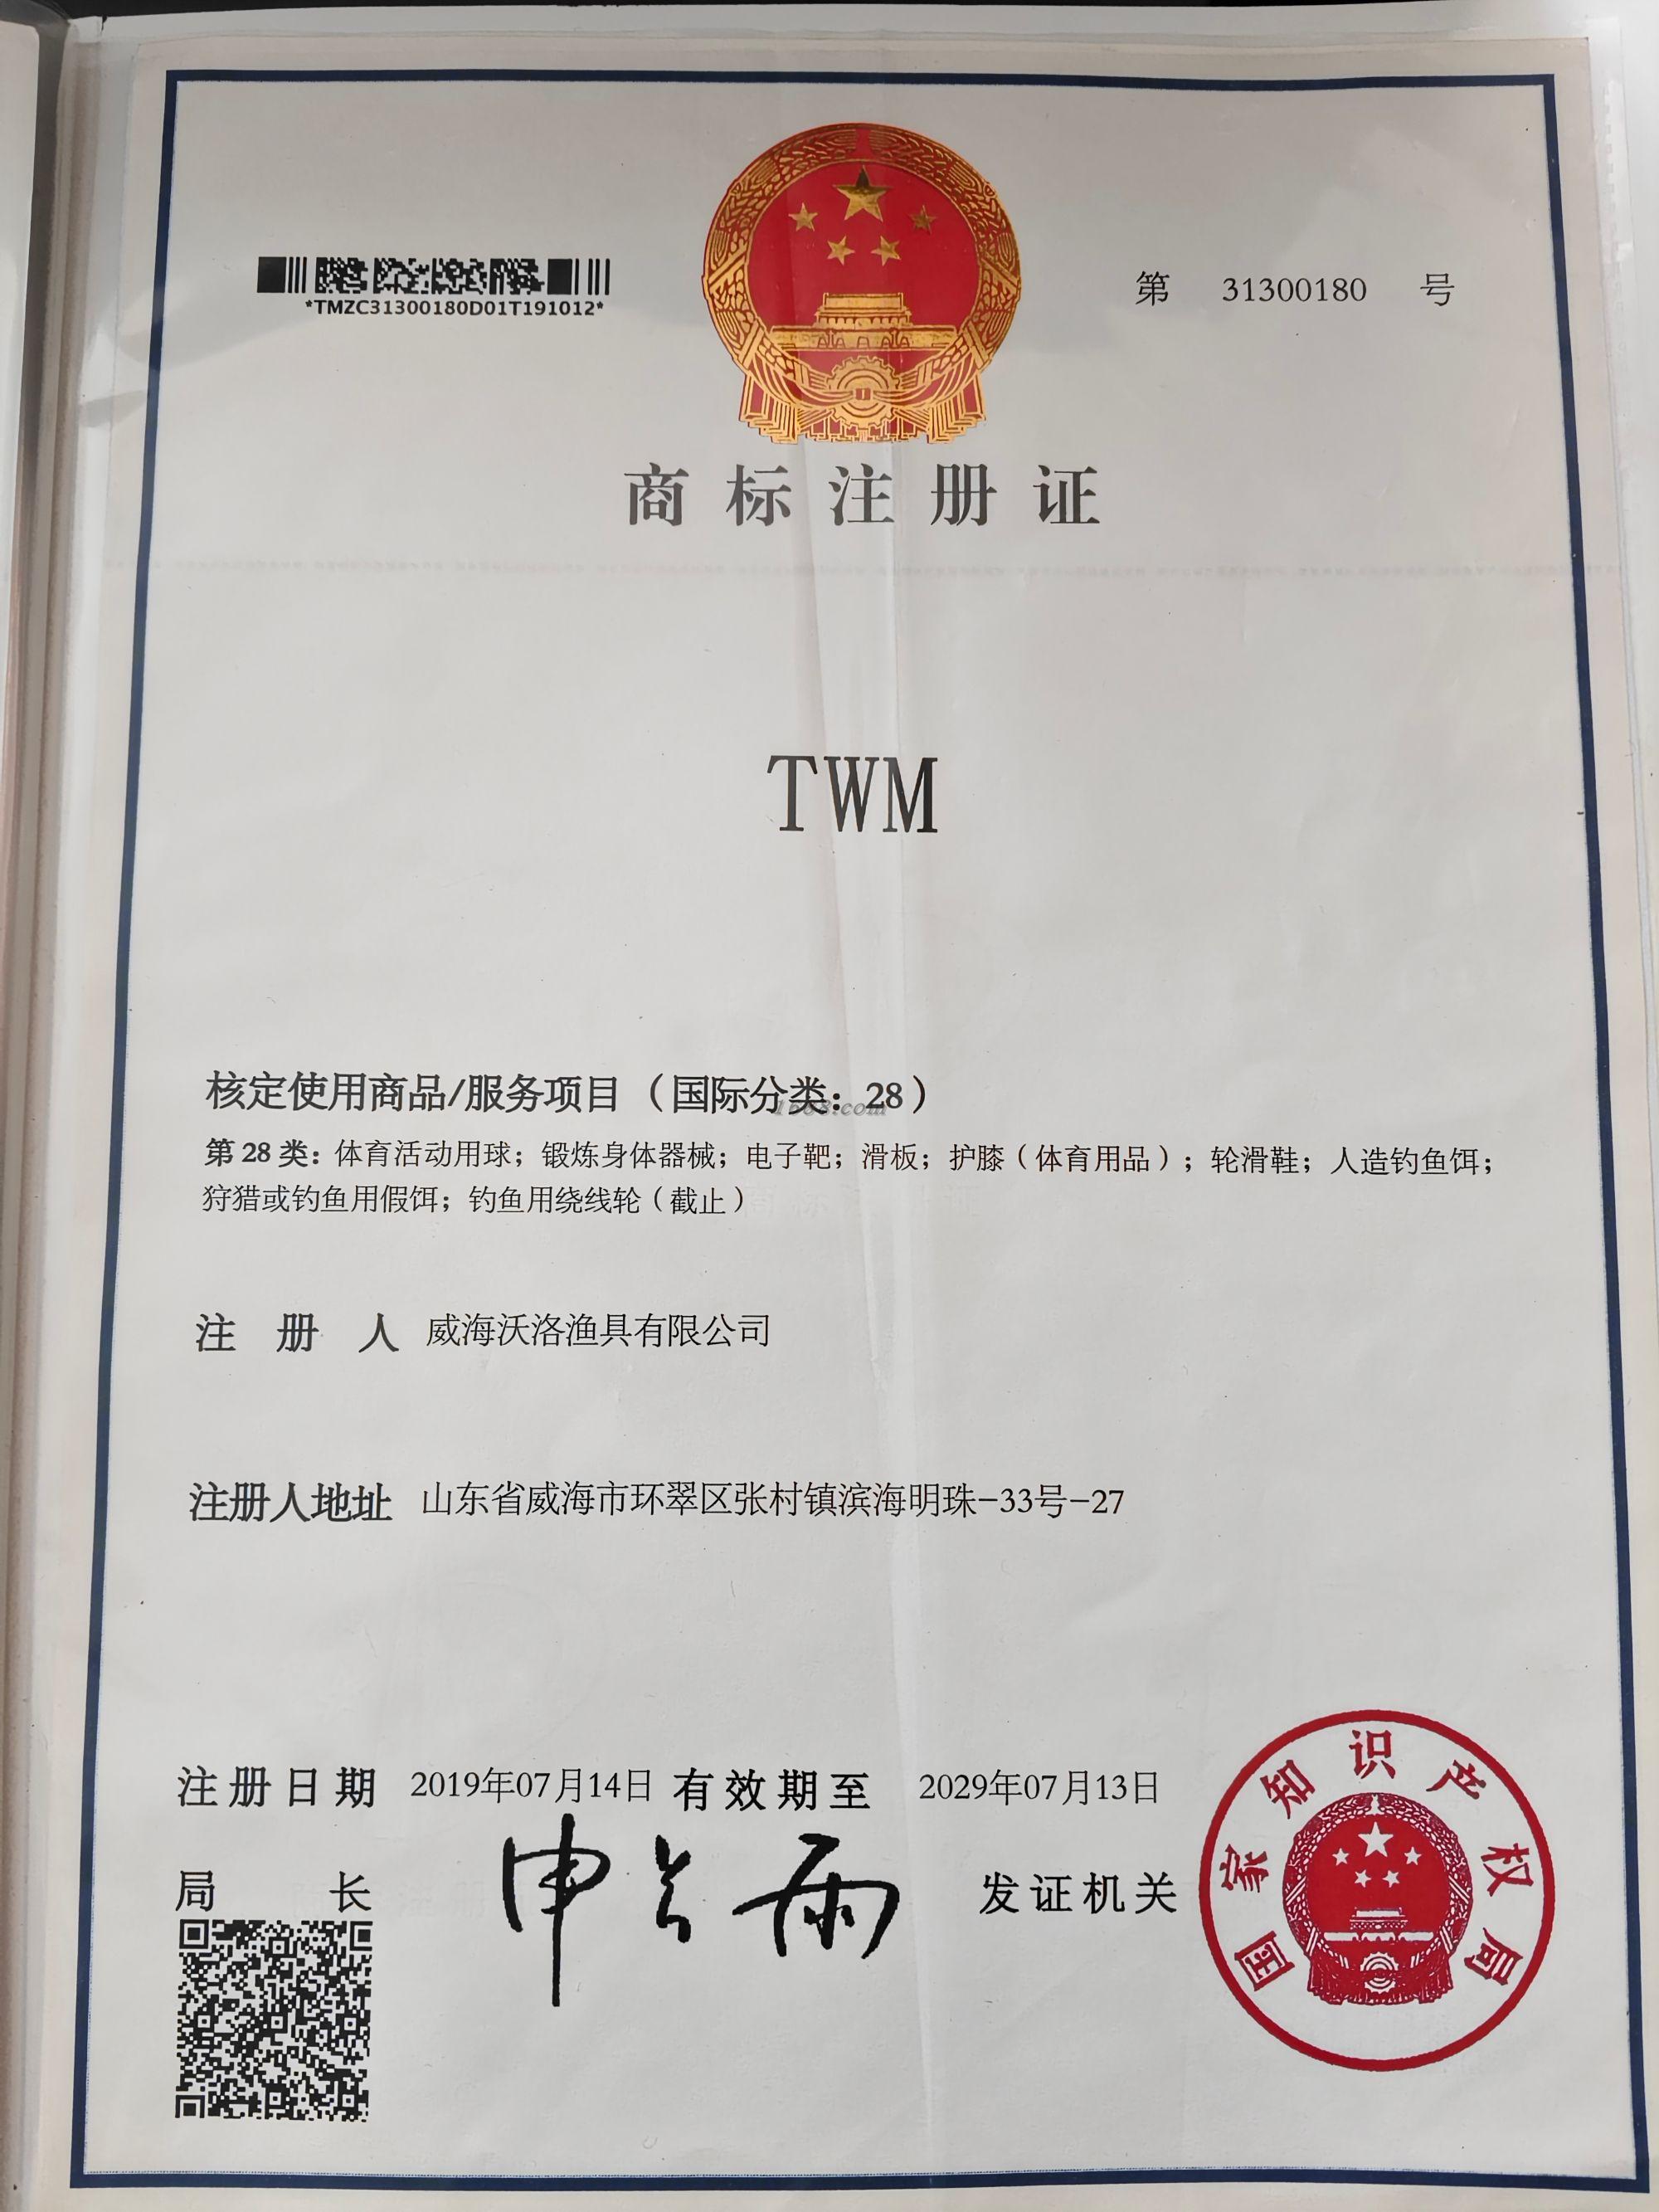 *TMZC31300180D01T191012*
第 31300180 号
商标注册证
TWM
核定使用商品/服务项目（国际分类：28）
1688.com
第28类：体育活动用球；锻炼身体器械；电子靶；滑板；护膝（体育用品）；轮滑鞋；人造钓鱼饵；
狩猎或钓鱼用假饵；钓鱼用绕线轮（截止）
注册人 威海沃洛渔具有限公司
注册人地址 山东省威海市环翠区张村镇滨海明珠-33号-27
注册日期 2019年07月14日 有效期至 2029年07月13日
局长 申长雨 发证机关
国家知识产权局